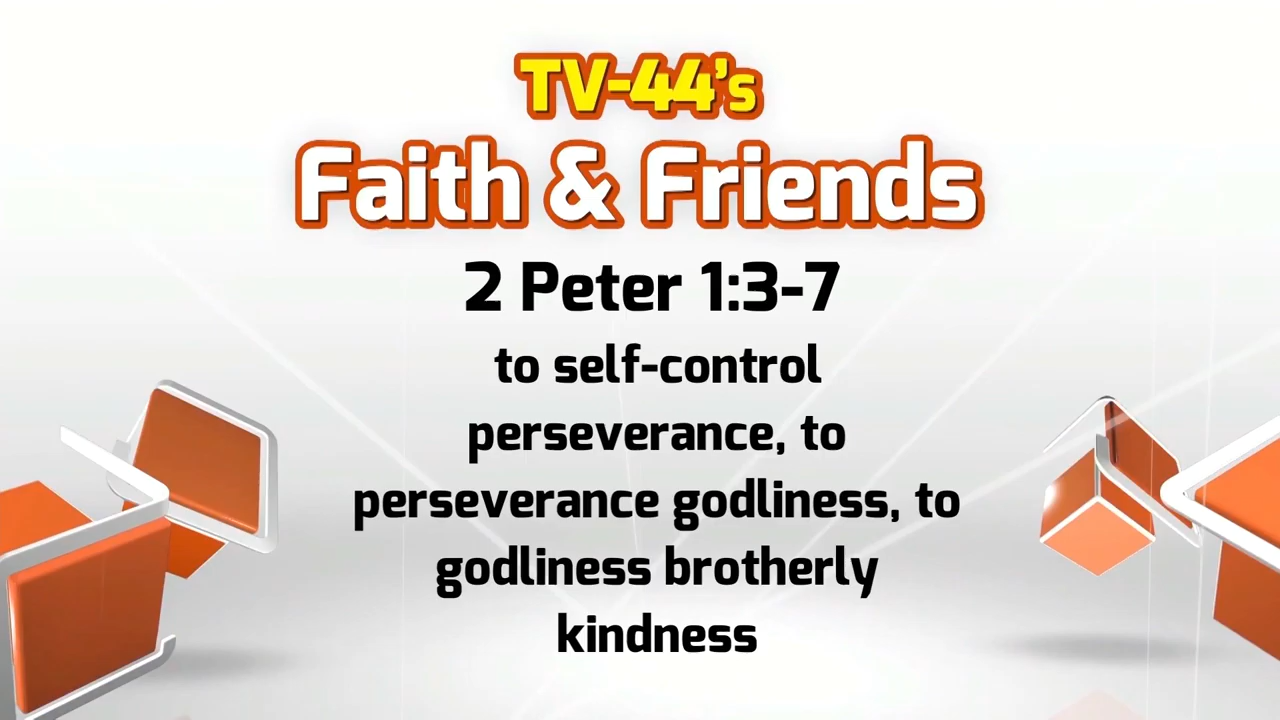 TV-44's
Faith & Friends
2 Peter 1:3-7
to self-control
perseverance, to
perseverance godliness, to
godliness brotherly
kindness